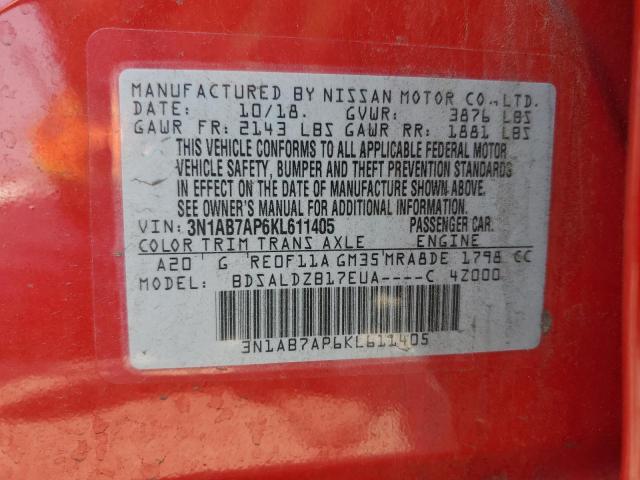 MANUFACTURED BY NISSAN MOTOR CO.,LTD.
DATE: 10/18. GVWR: 3876 LBS
GAWR FR: 2143 LBS GAWR RR: 1881 LBS
THIS VEHICLE CONFORMS TO ALL APPLICABLE FEDERAL MOTOR
VEHICLE SAFETY, BUMPER AND THEFT PREVENTION STANDARDS
IN EFFECT ON THE DATE OF MANUFACTURE SHOWN ABOVE.
SEE OWNER'S MANUAL FOR ADDITIONAL INFORMATION.
VIN: 3N1AB7AP6KL611405 PASSENGER CAR.
COLOR TRIM TRANS AXLE ENGINE
A20 G RE0F11A GM35 MRA8DE 1798 CC
MODEL: BDSALDZB17EUA----C 4Z000
3N1AB7AP6KL611405